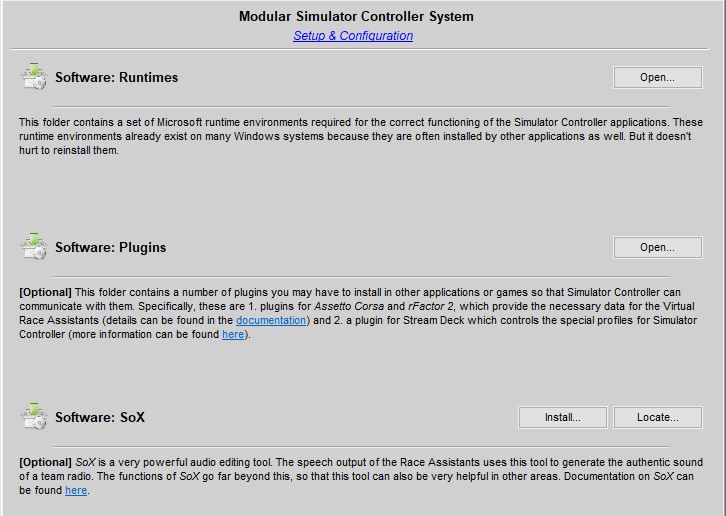 Modular Simulator Controller System
Setup & Configuration
Software: Runtimes
Open...
This folder contains a set of Microsoft runtime environments required for the correct functioning of the Simulator Controller applications. These
runtime environments already exist on many Windows systems because they are often installed by other applications as well. But it doesn't
hurt to reinstall them.
Software: Plugins
Open...
[Optional] This folder contains a number of plugins you may have to install in other applications or games so that Simulator Controller can
communicate with them. Specifically, these are 1. plugins for Assetto Corsa and rFactor 2, which provide the necessary data for the Virtual
Race Assistants (details can be found in the documentation) and 2. a plugin for Stream Deck which controls the special profiles for Simulator
Controller (more information can be found here).
Software: SoX
Install...
Locate...
[Optional] SoX is a very powerful audio editing tool. The speech output of the Race Assistants uses this tool to generate the authentic sound
of a team radio. The functions of SoX go far beyond this, so that this tool can also be very helpful in other areas. Documentation on SoX can
be found here.